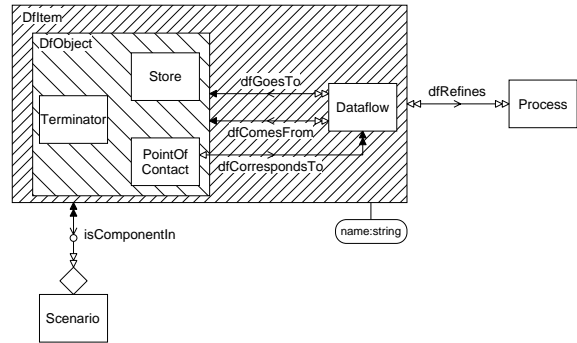 DfItem
DfObject
Store
dfGoesTo
dfRefines
Dataflow
Process
Terminator
dfComesFrom
PointOf
Contact
dfCorrespondsTo
name:string
isComponentIn
Scenario